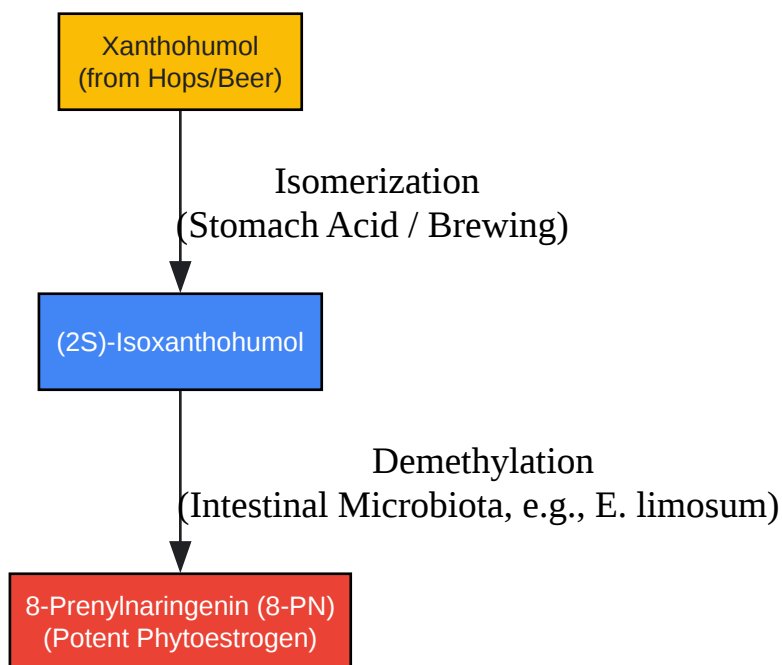 Xanthohumol
(from Hops/Beer)
Isomerization
(Stomach Acid / Brewing)
(2S)-Isoxanthohumol
Demethylation
(Intestinal Microbiota, e.g., E. limosum)
8-Prenylnaringenin (8-PN)
(Potent Phytoestrogen)